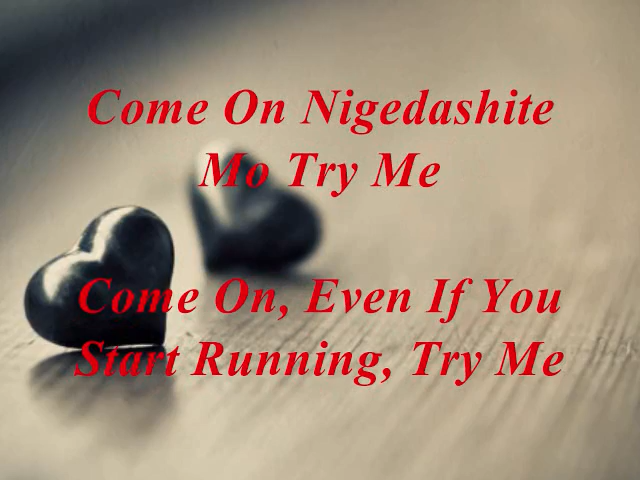 Come On Nigedashite
Mo Try Me
Come On, Even If You
Start Running, Try Me